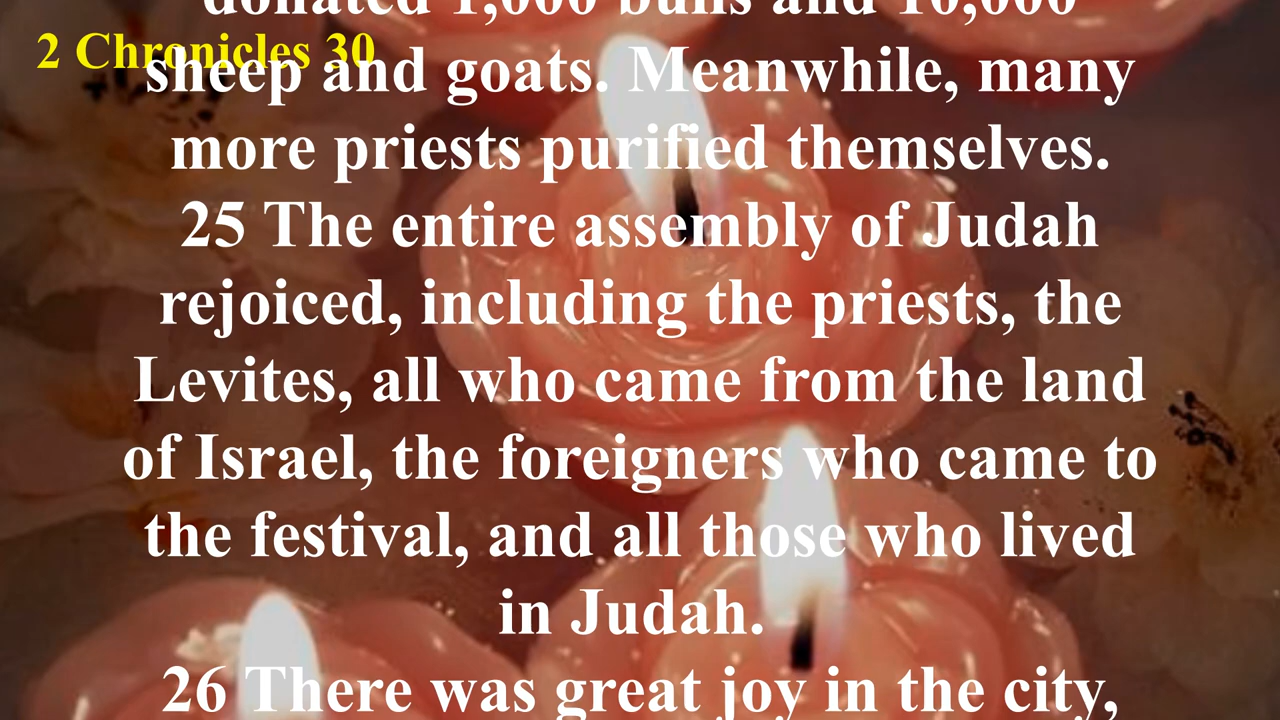 donated 1,000 bulls and 10,000
2 Chronicles 30
sheep and goats. Meanwhile, many
more priests purified themselves.
25 The entire assembly of Judah
rejoiced, including the priests, the
Levites, all who came from the land
of Israel, the foreigners who came to
the festival, and all those who lived
in Judah.
26 There was great joy in the city,